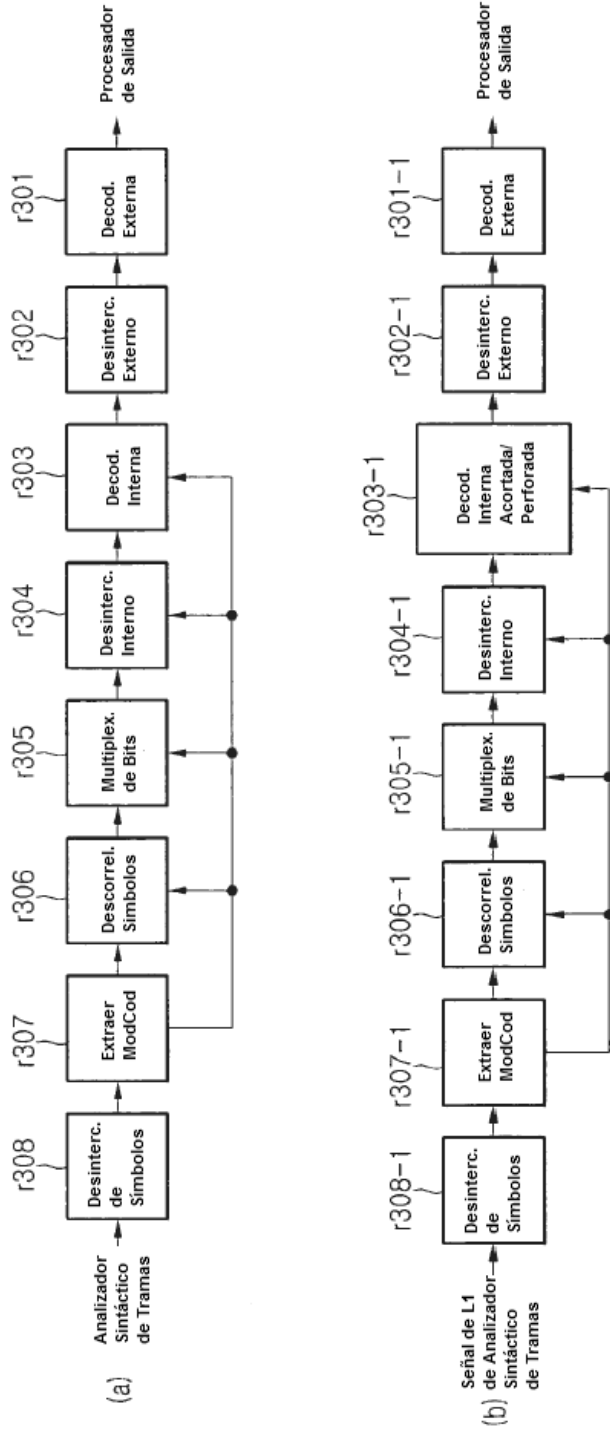 (a)
Analizador
Sintáctico
de Tramas
r308
Desinterc.
de
Símbolos
r307
Extraer
ModCod
r306
Descorrel.
Simbolos
r305
Multiplex.
de Bits
r304
Desinterc.
Interno
r303
Decod.
Interna
r302
Desinterc.
Externo
r301
Decod.
Externa
Procesador
de Salida
(b)
Señal de L1
de Analizador
Sintáctico
de Tramas
r308-1
Desinterc.
de
Símbolos
r307-1
Extraer
ModCod
r306-1
Descorrel.
Simbolos
r305-1
Multiplex.
de Bits
r304-1
Desinterc.
Interno
r303-1
Decod.
Interna
Acortada/
Perforada
r302-1
Desinterc.
Externo
r301-1
Decod.
Externa
Procesador
de Salida